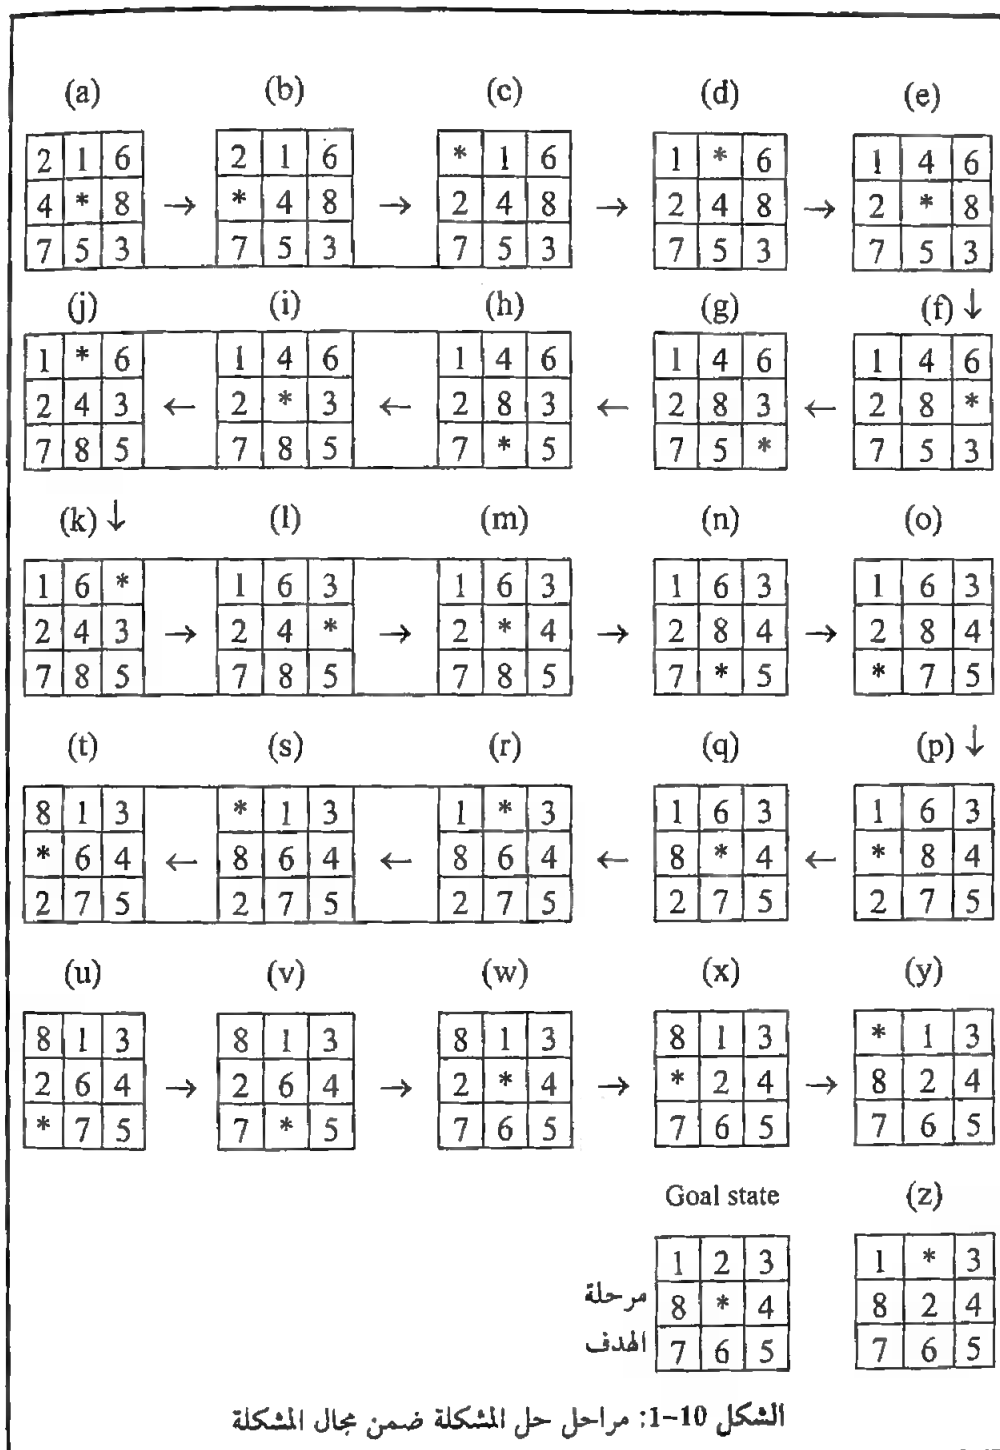 (a) (b) (c) (d) (e)
2 1 6 2 1 6 * 1 6 1 * 6 1 4 6
4 * 8 → * 4 8 → 2 4 8 → 2 4 8 → 2 * 8
7 5 3 7 5 3 7 5 3 7 5 3 7 5 3
(j) (i) (h) (g) (f) ↓
1 * 6 1 4 6 1 4 6 1 4 6 1 4 6
2 4 3 ← 2 * 3 ← 2 8 3 ← 2 8 3 ← 2 8 *
7 8 5 7 8 5 7 * 5 7 5 * 7 5 3
(k) ↓ (l) (m) (n) (o)
1 6 * 1 6 3 1 6 3 1 6 3 1 6 3
2 4 3 → 2 4 * → 2 * 4 → 2 8 4 → 2 8 4
7 8 5 7 8 5 7 8 5 7 * 5 * 7 5
(t) (s) (r) (q) (p) ↓
8 1 3 * 1 3 1 * 3 1 6 3 1 6 3
* 6 4 ← 8 6 4 ← 8 6 4 ← 8 * 4 ← * 8 4
2 7 5 2 7 5 2 7 5 2 7 5 2 7 5
(u) (v) (w) (x) (y)
8 1 3 8 1 3 8 1 3 8 1 3 * 1 3
2 6 4 → 2 6 4 → 2 * 4 → * 2 4 → 8 2 4
* 7 5 7 * 5 7 6 5 7 6 5 7 6 5
Goal state (z)
1 2 3 1 * 3
مرحلة 8 * 4 8 2 4
الهدف 7 6 5 7 6 5
الشكل 10-1: مراحل حل المشكلة ضمن مجال المشكلة